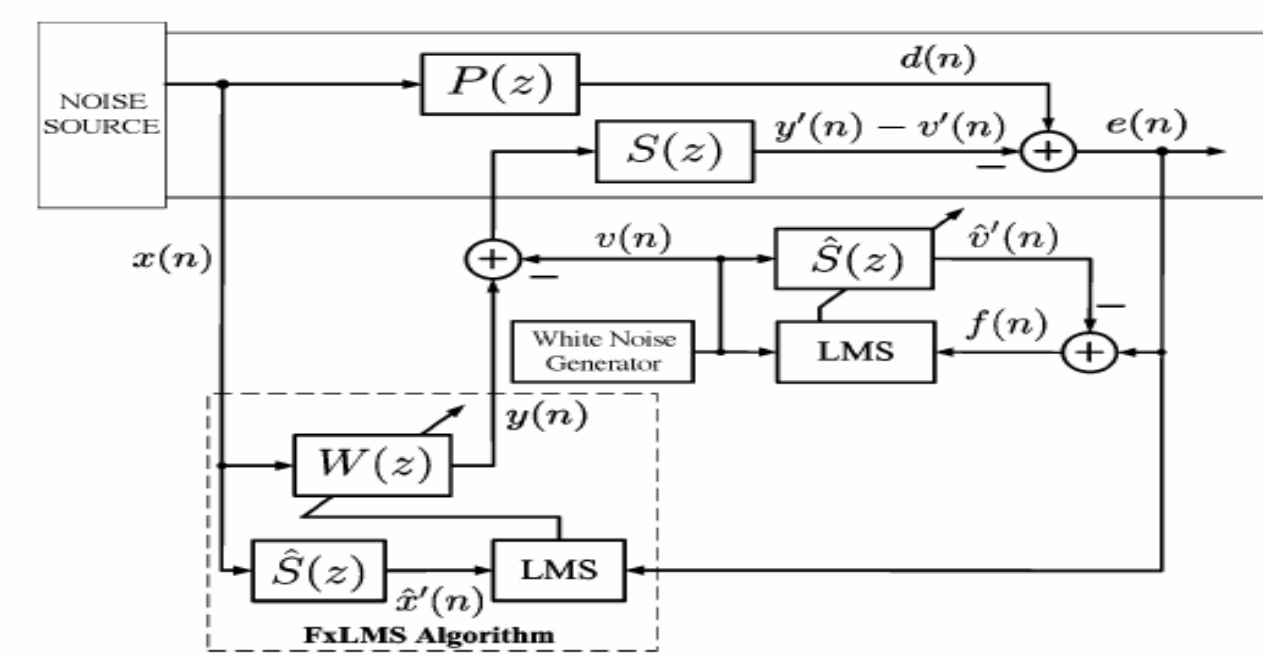 NOISE
SOURCE
P(z)
d(n)
S(z)
y′(n) − v′(n)
−
+
e(n)
x(n)
+
−
v(n)
Ŝ(z)
v̂′(n)
−
White Noise
Generator
LMS
f(n)
+
y(n)
W(z)
Ŝ(z)
x̂′(n)
LMS
FxLMS Algorithm